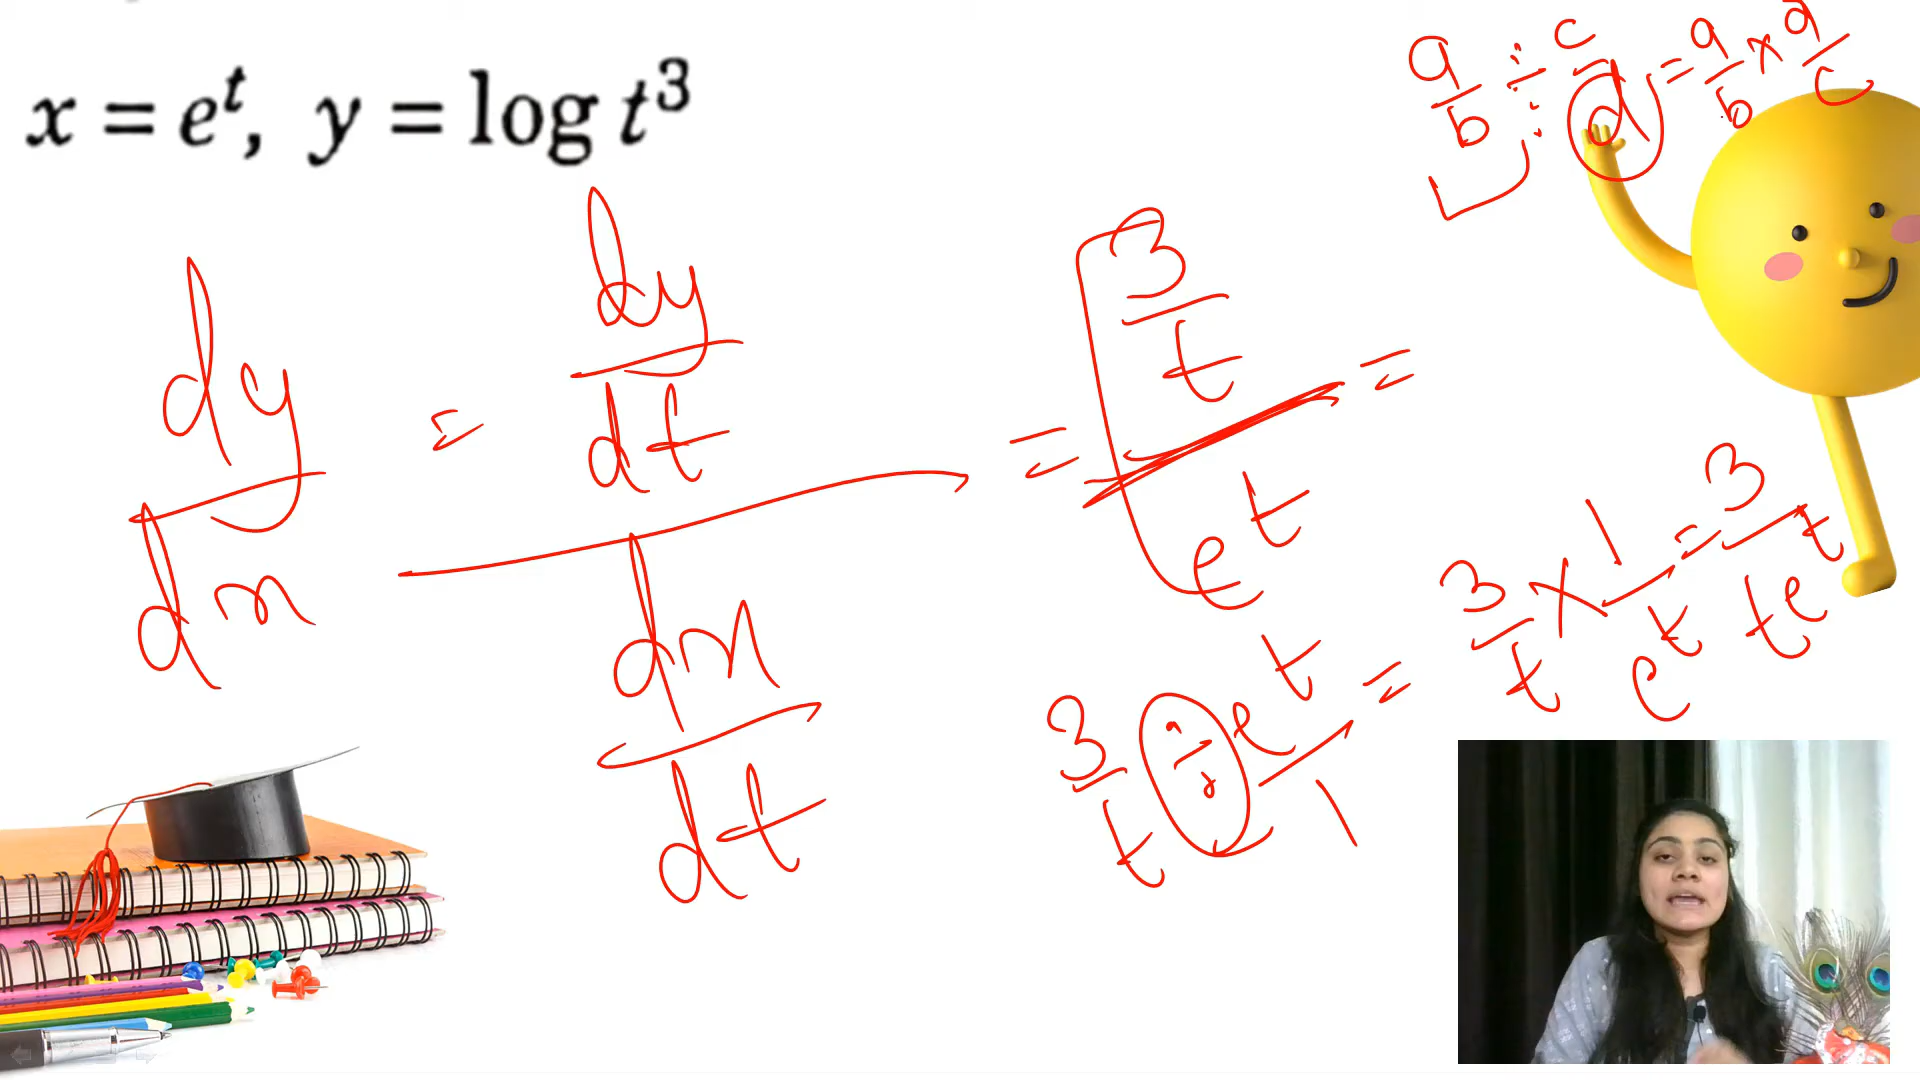 x = e^t, y = log t^3
a/b ÷ c/d = a/b × d/c
dy/dx = (dy/dt)/(dx/dt) = (3/t)/e^t =
3/t ÷ e^t/1 = 3/t × 1/e^t = 3/te^t